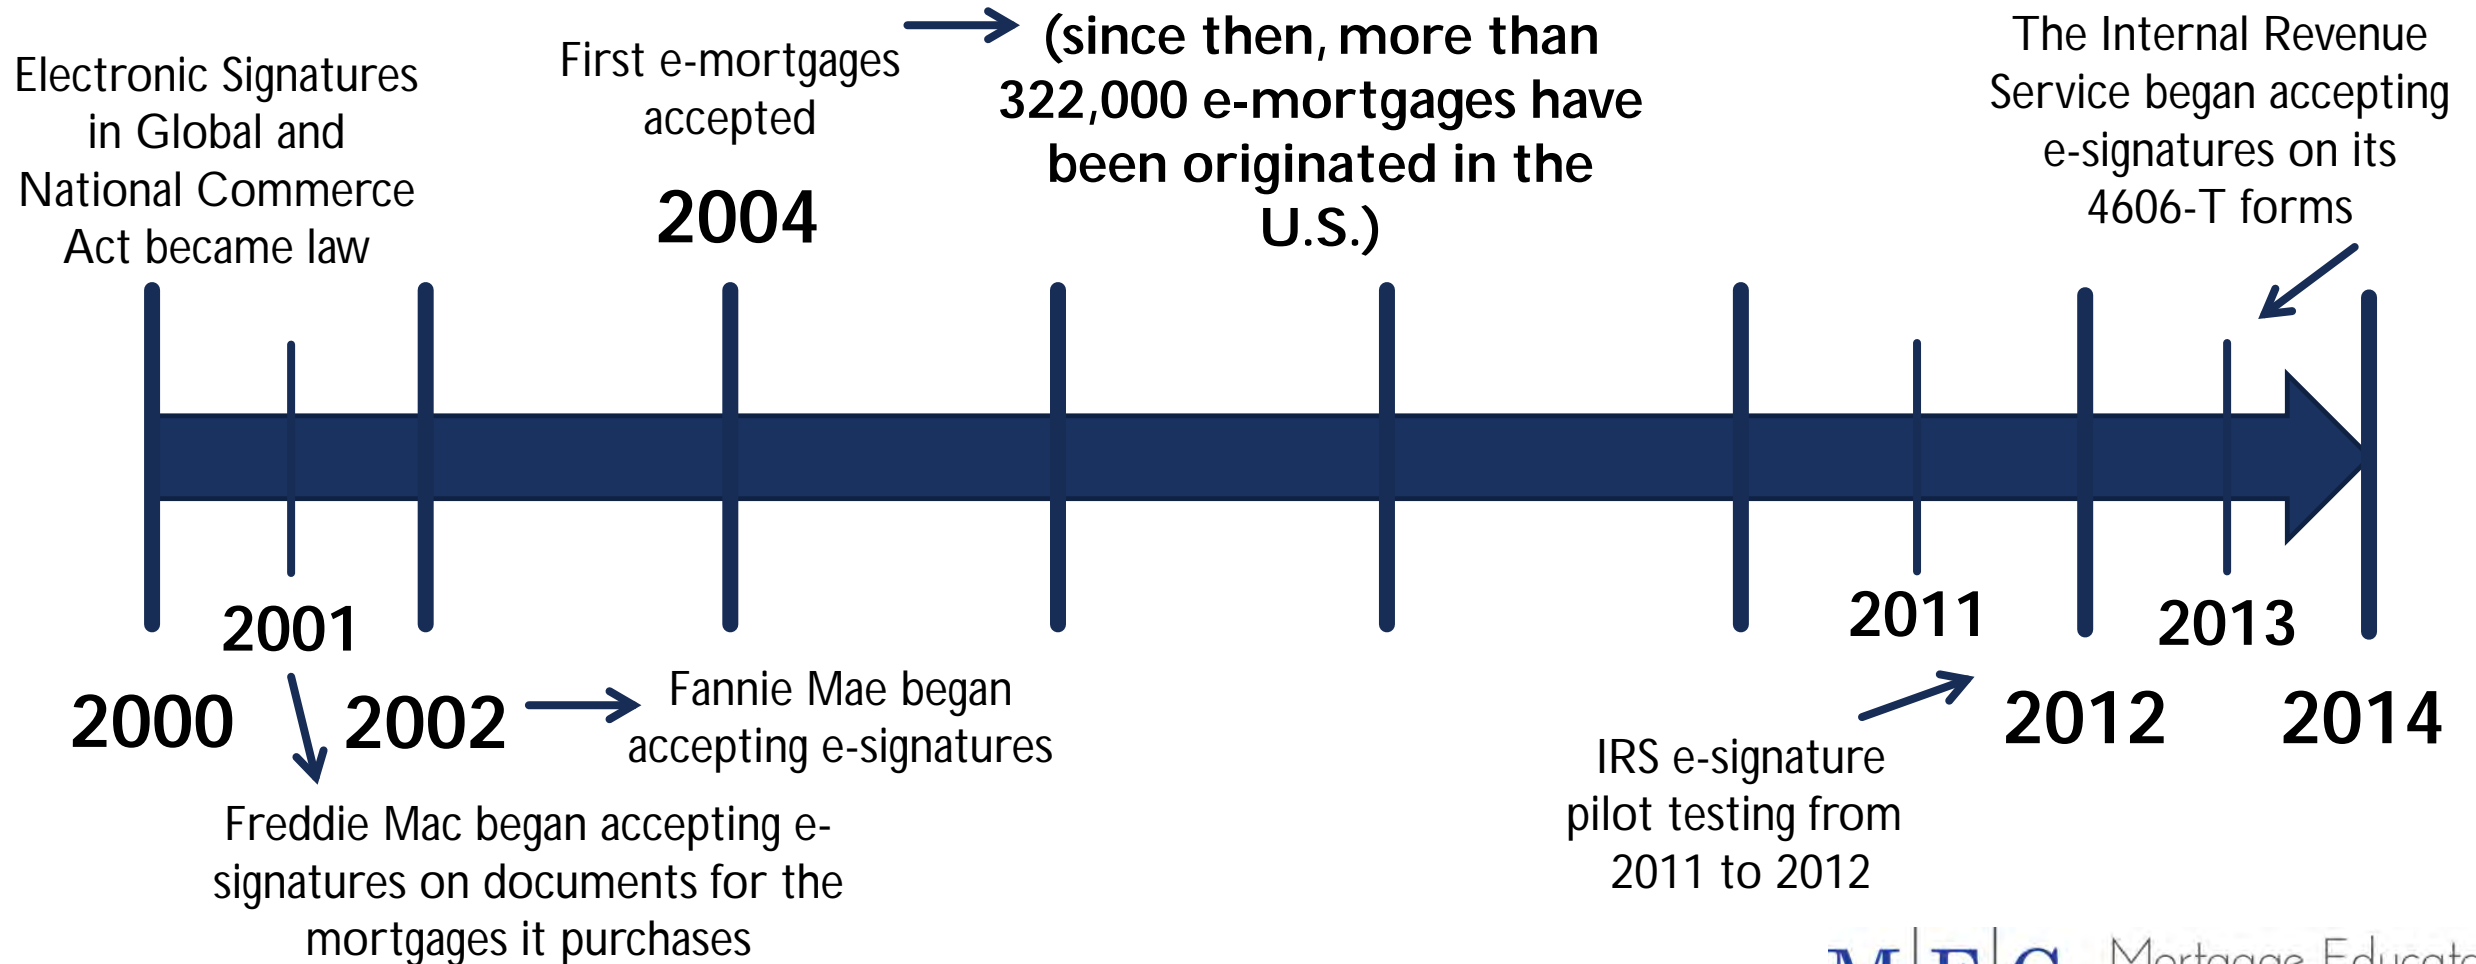 Electronic Signatures
in Global and
National Commerce
Act became law
First e-mortgages
accepted
2004
(since then, more than
322,000 e-mortgages have
been originated in the
U.S.)
The Internal Revenue
Service began accepting
e-signatures on its
4606-T forms
2001
2011
2013
2000
2002
Fannie Mae began
accepting e-signatures
2012
2014
Freddie Mac began accepting e-
signatures on documents for the
mortgages it purchases
IRS e-signature
pilot testing from
2011 to 2012
Mortgage